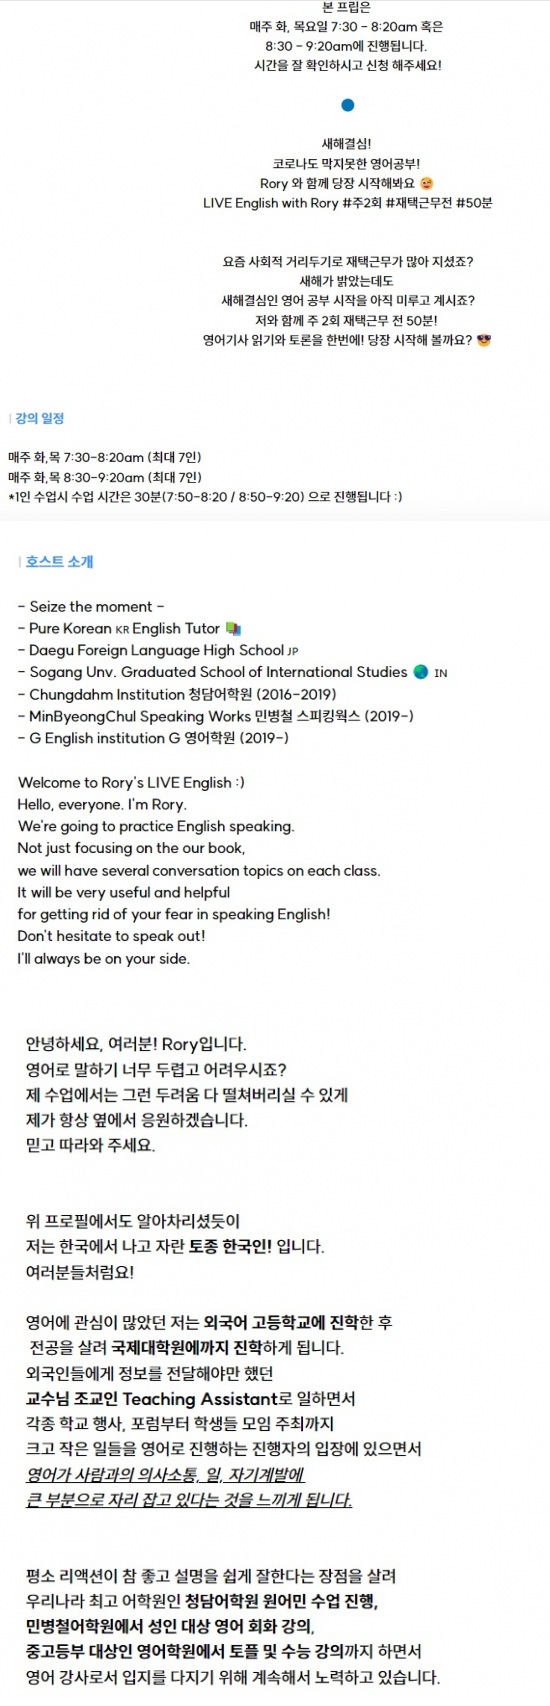 본 프립은
매주 화, 목요일 7:30 - 8:20am 혹은
8:30 - 9:20am에 진행됩니다.
시간을 잘 확인하시고 신청 해주세요!
새해결심!
코로나도 막지못한 영어공부!
Rory 와 함께 당장 시작해봐요 😉
LIVE English with Rory #주2회 #재택근무전 #50분
요즘 사회적 거리두기로 재택근무가 많아 지셨죠?
새해가 밝았는데도
새해결심인 영어 공부 시작을 아직 미루고 계시죠?
저와 함께 주 2회 재택근무 전 50분!
영어기사 읽기와 토론을 한번에! 당장 시작해 볼까요? 😎
| 강의 일정
매주 화,목 7:30-8:20am (최대 7인)
매주 화,목 8:30-9:20am (최대 7인)
*1인 수업시 수업 시간은 30분(7:50-8:20 / 8:50-9:20) 으로 진행됩니다 :)
| 호스트 소개
- Seize the moment -
- Pure Korean KR English Tutor 📚
- Daegu Foreign Language High School JP
- Sogang Unv. Graduated School of International Studies 🌏 IN
- Chungdahm Institution 청담어학원 (2016-2019)
- MinByeongChul Speaking Works 민병철 스피킹웍스 (2019-)
- G English institution G 영어학원 (2019-)
Welcome to Rory's LIVE English :)
Hello, everyone. I'm Rory.
We're going to practice English speaking.
Not just focusing on the our book,
we will have several conversation topics on each class.
It will be very useful and helpful
for getting rid of your fear in speaking English!
Don't hesitate to speak out!
I'll always be on your side.
안녕하세요, 여러분! Rory입니다.
영어로 말하기 너무 두렵고 어려우시죠?
제 수업에서는 그런 두려움 다 떨쳐버리실 수 있게
제가 항상 옆에서 응원하겠습니다.
믿고 따라와 주세요.
위 프로필에서도 알아차리셨듯이
저는 한국에서 나고 자란 토종 한국인! 입니다.
여러분들처럼요!
영어에 관심이 많았던 저는 외국어 고등학교에 진학한 후
전공을 살려 국제대학원에까지 진학하게 됩니다.
외국인들에게 정보를 전달해야만 했던
교수님 조교인 Teaching Assistant로 일하면서
각종 학교 행사, 포럼부터 학생들 모임 주최까지
크고 작은 일들을 영어로 진행하는 진행자의 입장에 있으면서
영어가 사람과의 의사소통, 일, 자기계발에
큰 부분으로 자리 잡고 있다는 것을 느끼게 됩니다.
평소 리액션이 참 좋고 설명을 쉽게 잘한다는 장점을 살려
우리나라 최고 어학원인 청담어학원 원어민 수업 진행,
민병철어학원에서 성인 대상 영어 회화 강의,
중고등부 대상인 영어학원에서 토플 및 수능 강의까지 하면서
영어 강사로서 입지를 다지기 위해 계속해서 노력하고 있습니다.